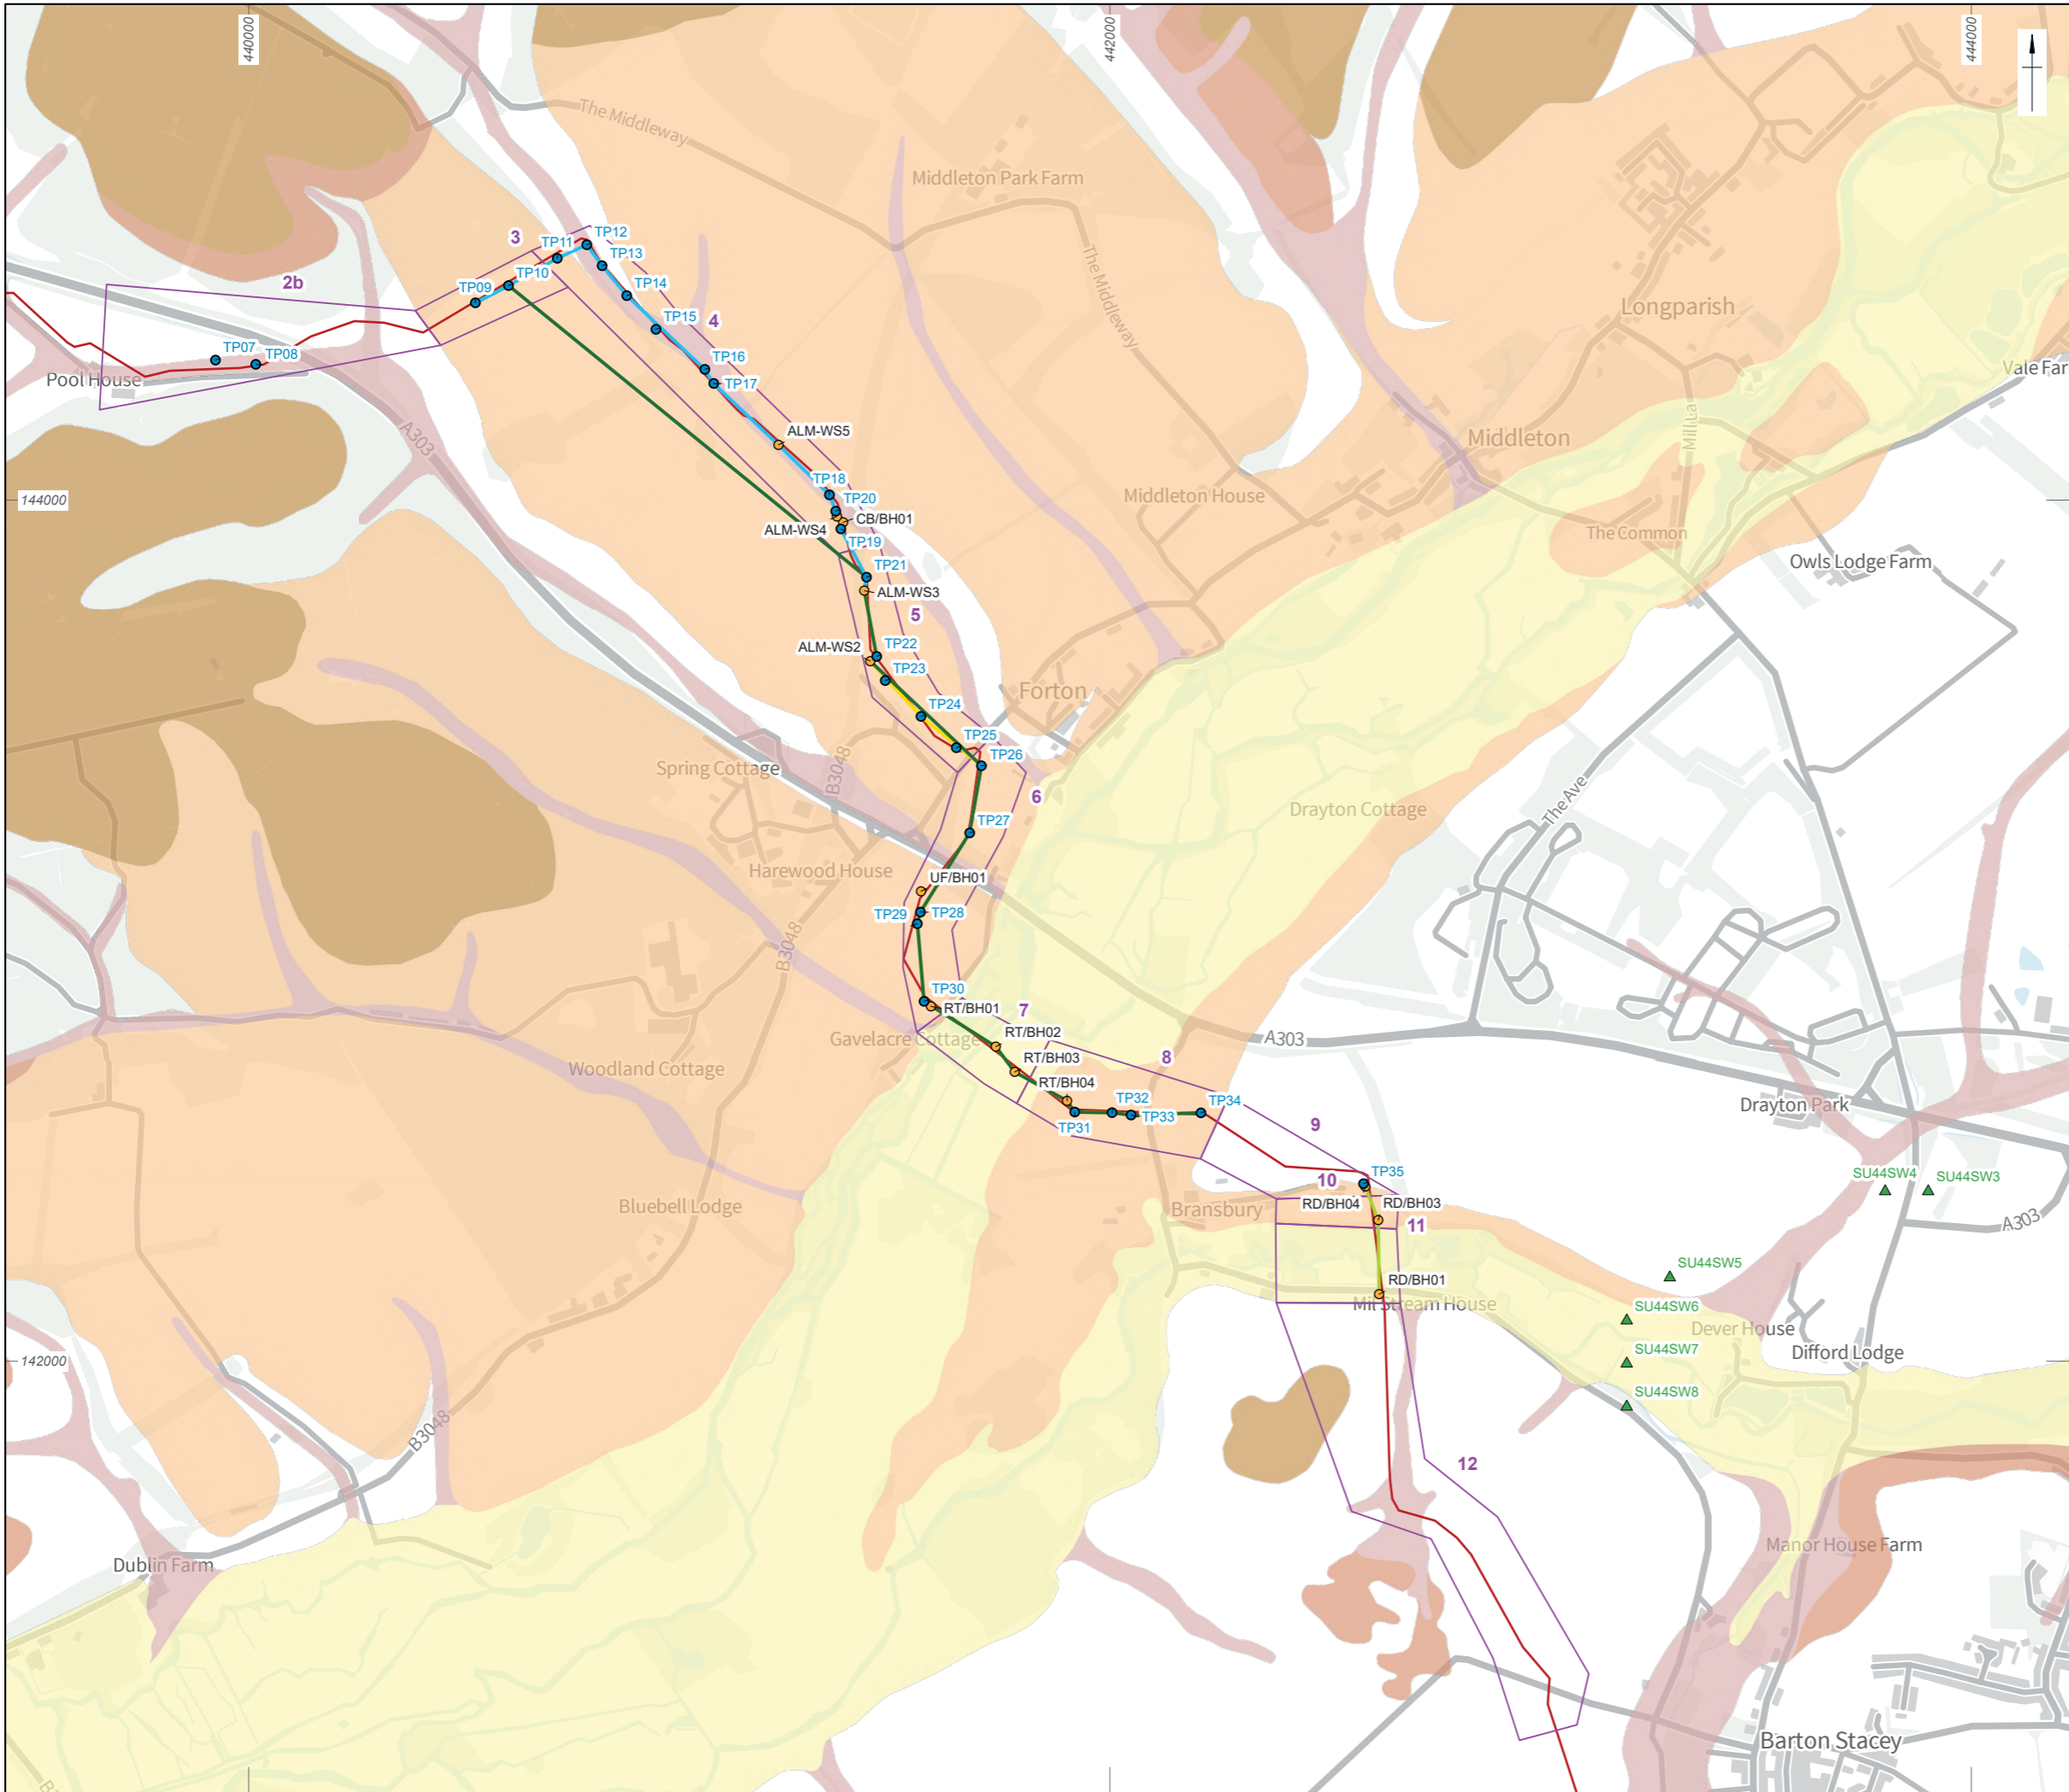 440000
442000
444000
The Middleway
Middleton Park Farm
The Middleway
3
TP12
TP11
TP13
TP10
2b
TP09
TP14
Longparish
TP15
4
TP07
TP08
TP16
Pool House
TP17
Vale Far
A303
Mill La
ALM-WS5
Middleton
144000
TP18
Middleton House
TP20
CB/BH01
ALM-WS4
The Common
TP19
Owls Lodge Farm
TP21
ALM-WS3
5
ALM-WS2
TP22
TP23
Forton
TP24
TP25
TP26
Spring Cottage
B3048
6
The Ave
Drayton Cottage
TP27
Harewood House
UF/BH01
TP29
TP28
B3048
TP30
RT/BH01
7
RT/BH02
Gavelacre Cottage
A303
RT/BH03
8
Woodland Cottage
RT/BH04
TP32
TP34
Drayton Park
TP31
TP33
9
TP35
SU44SW4
SU44SW3
10
RD/BH04
RD/BH03
Bluebell Lodge
Bransbury
11
A303
SU44SW5
RD/BH01
Mill Stream House
SU44SW6
Dever House
142000
SU44SW7
Difford Lodge
SU44SW8
B3048
12
Dublin Farm
Manor House Farm
Barton Stacey